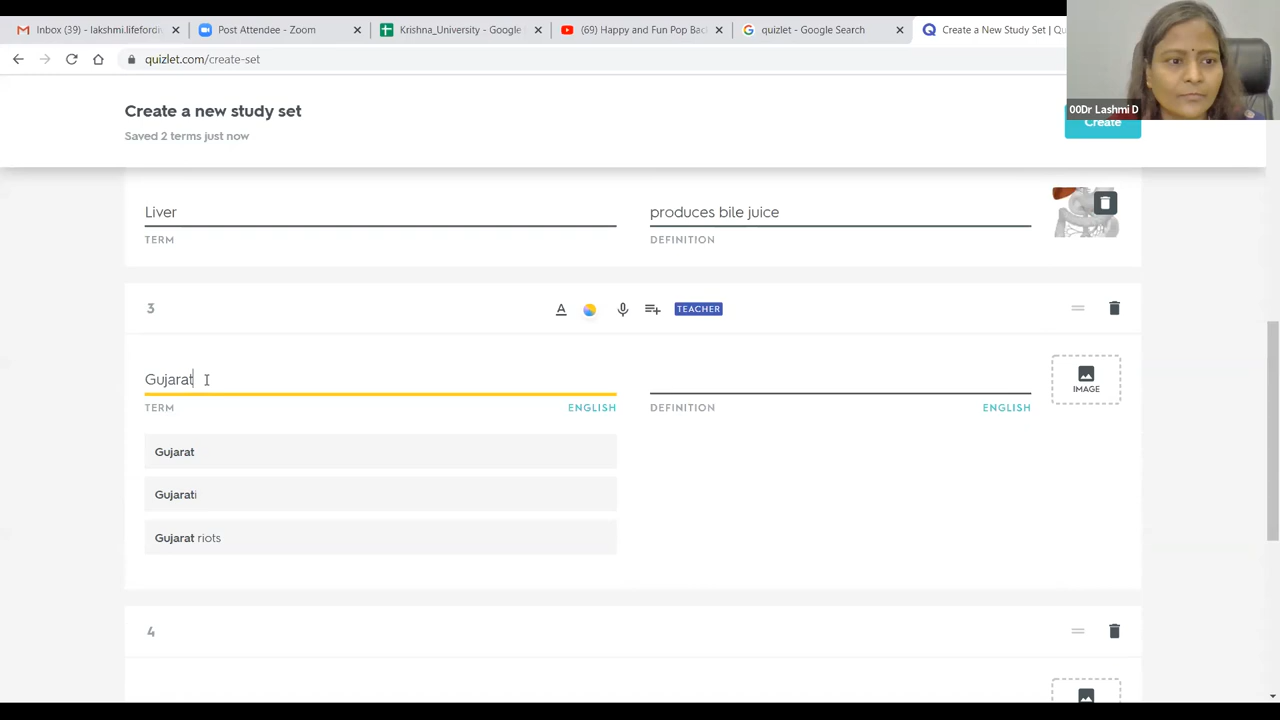 Inbox (39) - lakshmi.lifeford
Post Attendee - Zoom
Krishna_University - Google
(69) Happy and Fun Pop Bac
quizlet - Google Search
Create a New Study Set | Qu
quizlet.com/create-set
00Dr Lashmi D
Create a new study set
Create
Saved 2 terms just now
Liver
produces bile juice
TERM
DEFINITION
3
A
TEACHER
Gujarat
IMAGE
TERM
ENGLISH
DEFINITION
ENGLISH
Gujarat
Gujarati
Gujarat riots
4